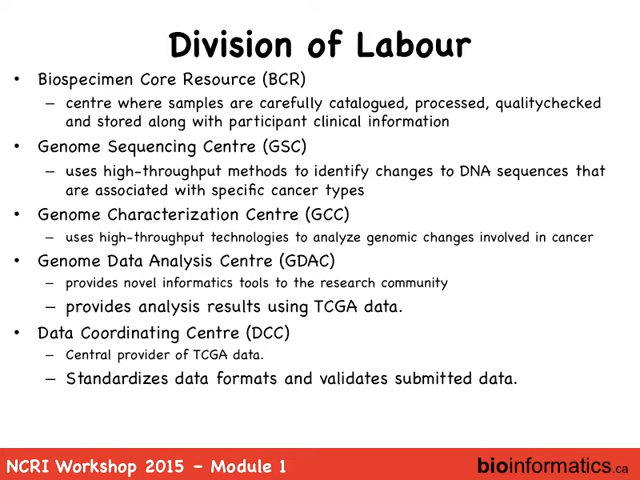 Division of Labour
• Biospecimen Core Resource (BCR)
– centre where samples are carefully catalogued, processed, qualitychecked
and stored along with participant clinical information
• Genome Sequencing Centre (GSC)
– uses high-throughput methods to identify changes to DNA sequences that
are associated with specific cancer types
• Genome Characterization Centre (GCC)
– uses high-throughput technologies to analyze genomic changes involved in cancer
• Genome Data Analysis Centre (GDAC)
– provides novel informatics tools to the research community
– provides analysis results using TCGA data.
• Data Coordinating Centre (DCC)
– Central provider of TCGA data.
– Standardizes data formats and validates submitted data.
NCRI Workshop 2015 – Module 1
bioinformatics.ca